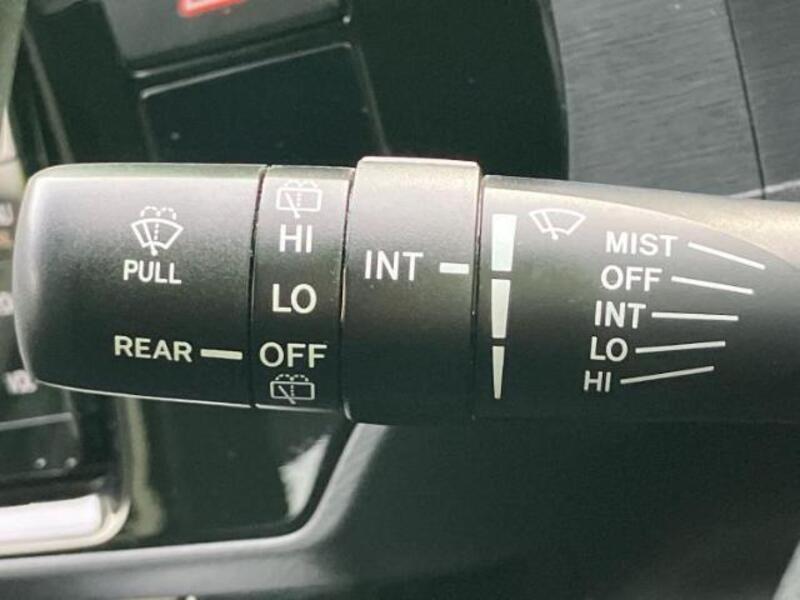 PULL
REAR
HI
LO
OFF
INT
MIST
OFF
INT
LO
HI